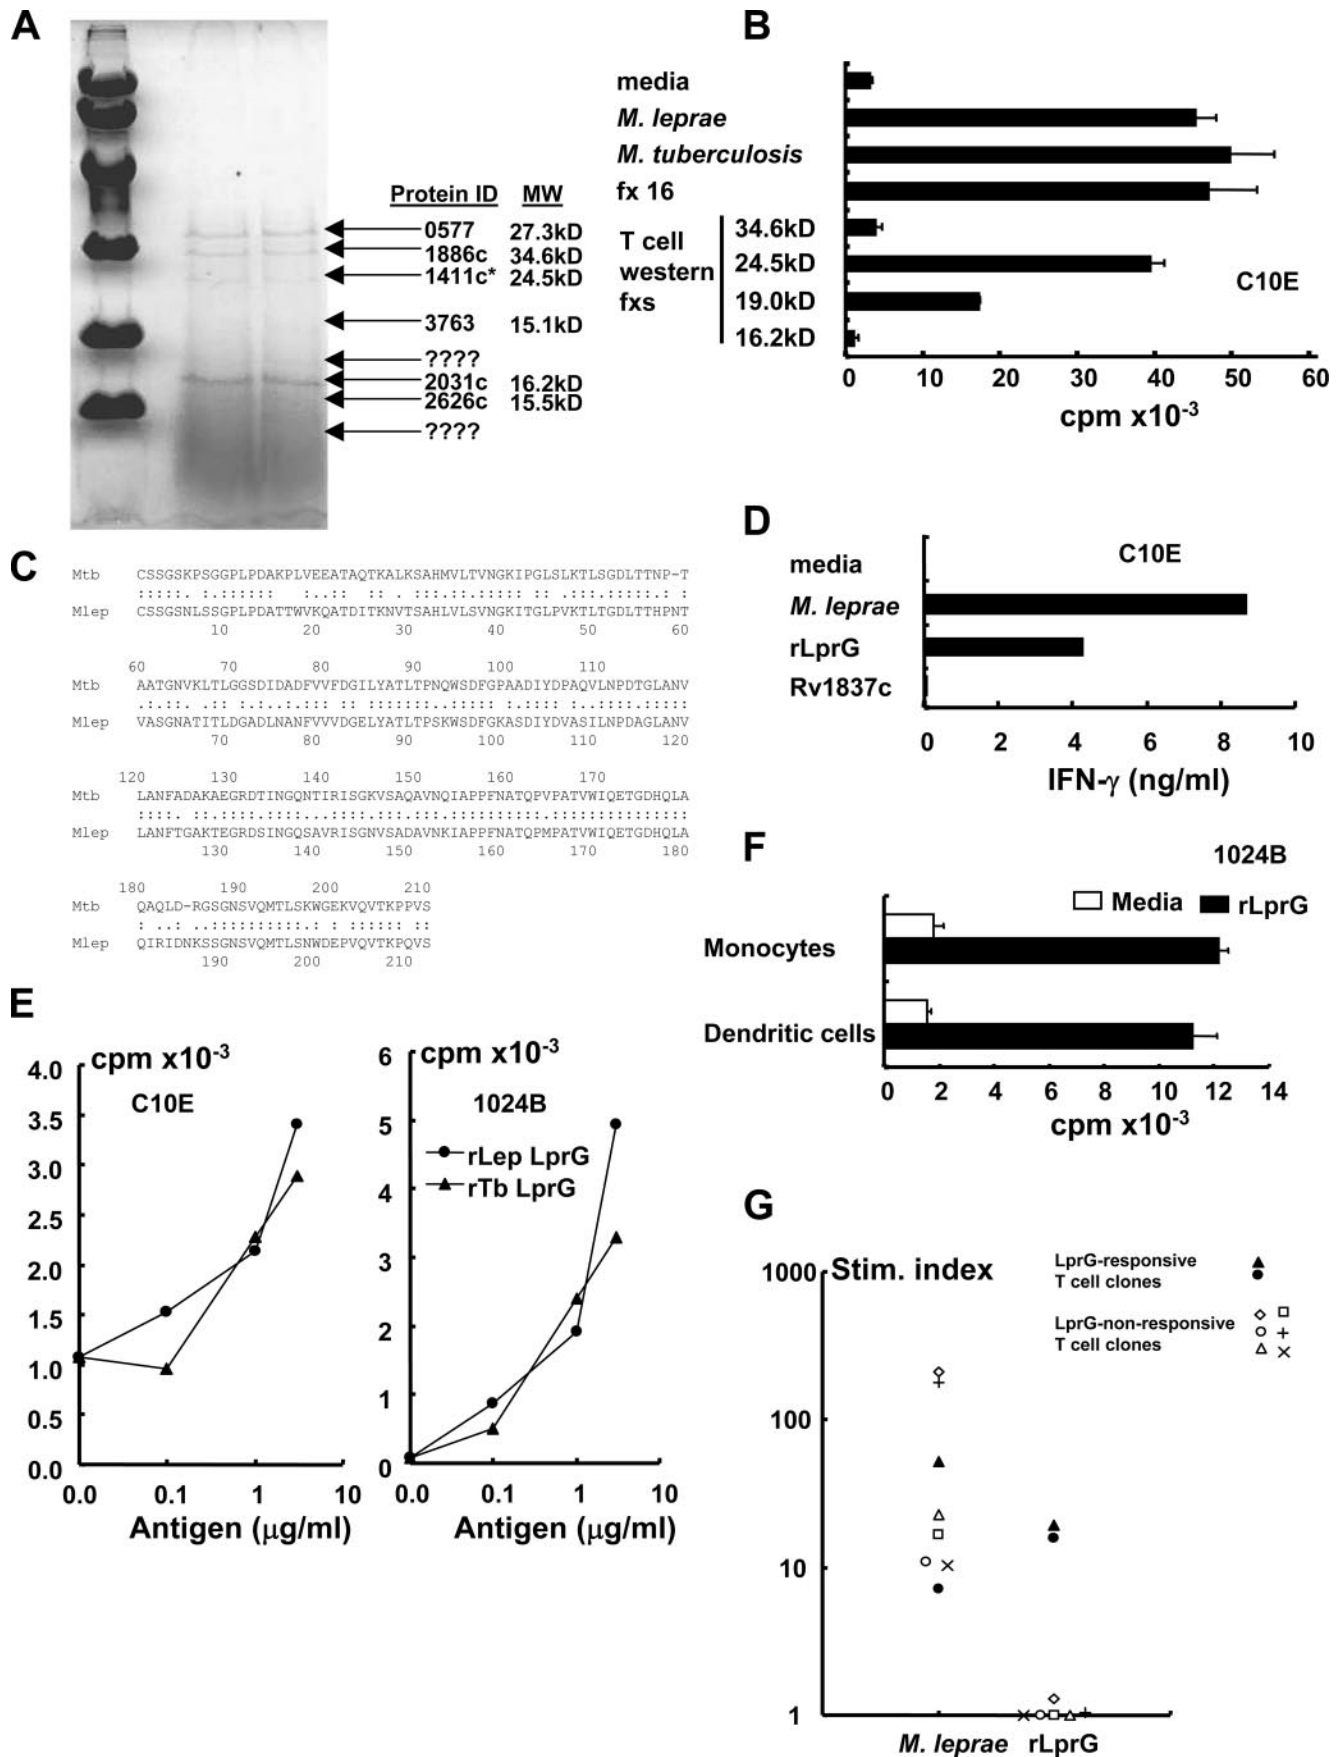 A
Protein ID MW
0577 27.3kD
1886c 34.6kD
1411c* 24.5kD
3763 15.1kD
????
2031c 16.2kD
2626c 15.5kD
????
B
media
M. leprae
M. tuberculosis
fx 16
T cell
western
fxs
34.6kD
24.5kD
19.0kD
16.2kD
C10E
0 10 20 30 40 50 60
cpm x10-3
C
Mtb CSSGSKPSGGPLPDAKPLVEEATAQTKALKSAHMVLTVNGKIPGLSLKTLSGDLTTNP-T
Mlep CSSGSNLSSGPLPDATTWVKQATDITKNVTSAHLVLSVNGKITGLPVKTLTGDLTTHPNT
10 20 30 40 50 60
60 70 80 90 100 110
Mtb AATGNVKLTLGGSDIDADFVVFDGILYATLTPNQWSDFGPAADIYDPAQVLNPDTGLANV
Mlep VASGNATITLDGADLNANFVVVDGELYATLTPSKWSDFGKASDIYDVASILNPDAGLANV
70 80 90 100 110 120
120 130 140 150 160 170
Mtb LANFADAKAEGRDTINGQNTIRISGKVSAQAVNQIAPPFNATQPVPATVWIQETGDHQLA
Mlep LANFTGAKTEGRDSINGQSAVRISGNVSADAVNKIAPPFNATQPMPATVWIQETGDHQLA
130 140 150 160 170 180
180 190 200 210
Mtb QAQLD-RGSGNSVQMTLSKWGEKVQVTKPPVS
Mlep QIRIDNKSSGNSVQMTLSNWDEPVQVTKPQVS
190 200 210
D
C10E
media
M. leprae
rLprG
Rv1837c
0 2 4 6 8 10
IFN-γ (ng/ml)
E
cpm x10-3
C10E
4.0
3.5
3.0
2.5
2.0
1.5
1.0
0.5
0.0
0.0 0.1 1 10
Antigen (μg/ml)
cpm x10-3
1024B
rLep LprG
rTb LprG
6
5
4
3
2
1
0
0.0 0.1 1 10
Antigen (μg/ml)
F
1024B
Media rLprG
Monocytes
Dendritic cells
0 2 4 6 8 10 12 14
cpm x10-3
G
Stim. index
LprG-responsive
T cell clones
LprG-non-responsive
T cell clones
1000
100
10
1
M. leprae rLprG